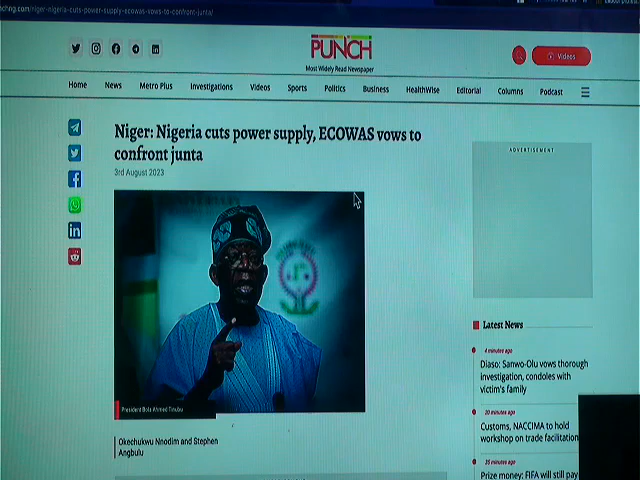 chng.com/niger-nigeria-cuts-power-supply-ecowas-vows-to-confront-junta/
PUNCH
Most Widely Read Newspaper
Videos
Home News Metro Plus Investigations Videos Sports Politics Business HealthWise Editorial Columns Podcast
Niger: Nigeria cuts power supply, ECOWAS vows to
confront junta
3rd August 2023
ADVERTISEMENT
President Bola Ahmed Tinubu
Okechukwu Nnodim and Stephen
Angbulu
Latest News
4 minutes ago
Diaso: Sanwo-Olu vows thorough
investigation, condoles with
victim's family
20 minutes ago
Customs, NACCIMA to hold
workshop on trade facilitation
35 minutes ago
Prize money: FIFA will still pay